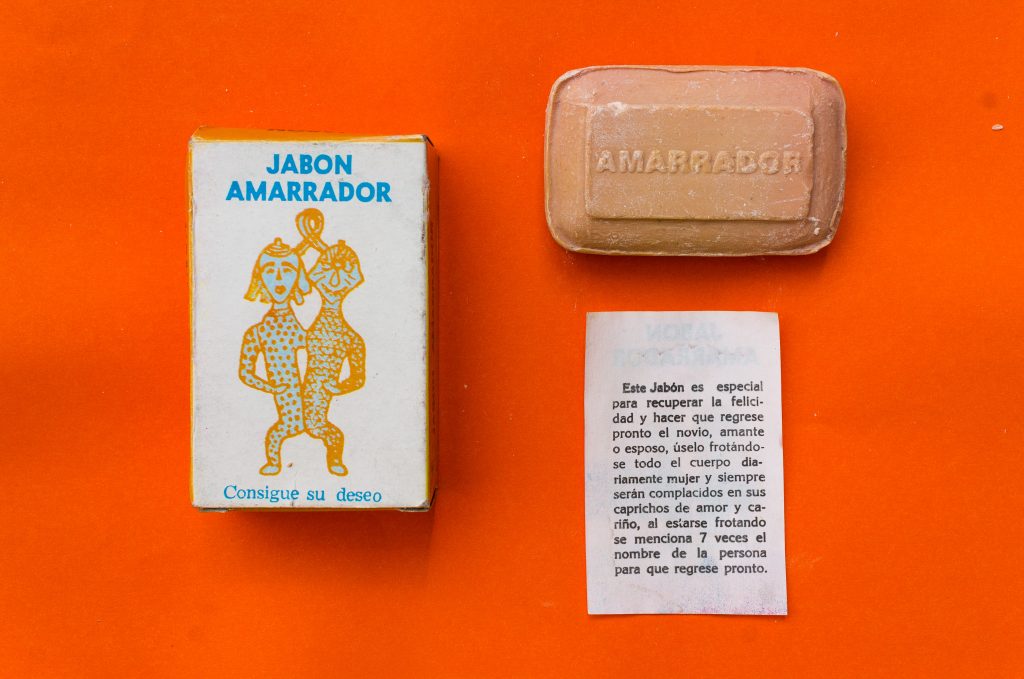 JABON
AMARRADOR
Consigue su deseo
AMARRADOR
JABON
AMARRADOR
Este Jabón es especial
para recuperar la felici-
dad y hacer que regrese
pronto el novio, amante
o esposo, úselo frotándo-
se todo el cuerpo dia-
riamente mujer y siempre
serán complacidos en sus
caprichos de amor y ca-
riño, al estarse frotando
se menciona 7 veces el
nombre de la persona
para que regrese pronto.